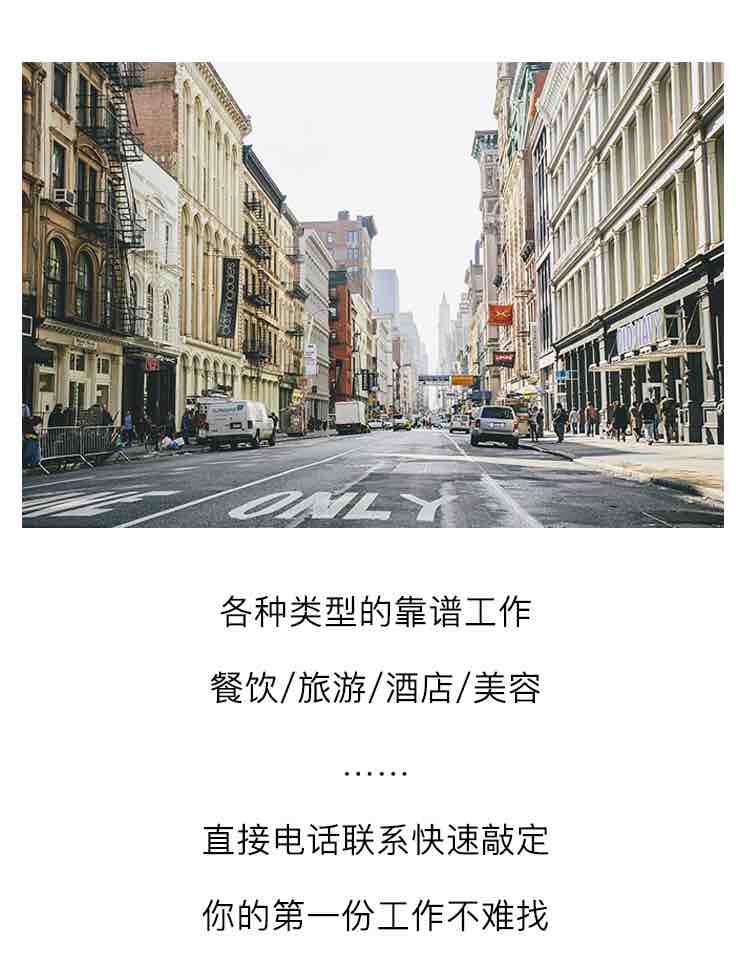 ONLY
各种类型的靠谱工作
餐饮/旅游/酒店/美容
......
直接电话联系快速敲定
你的第一份工作不难找